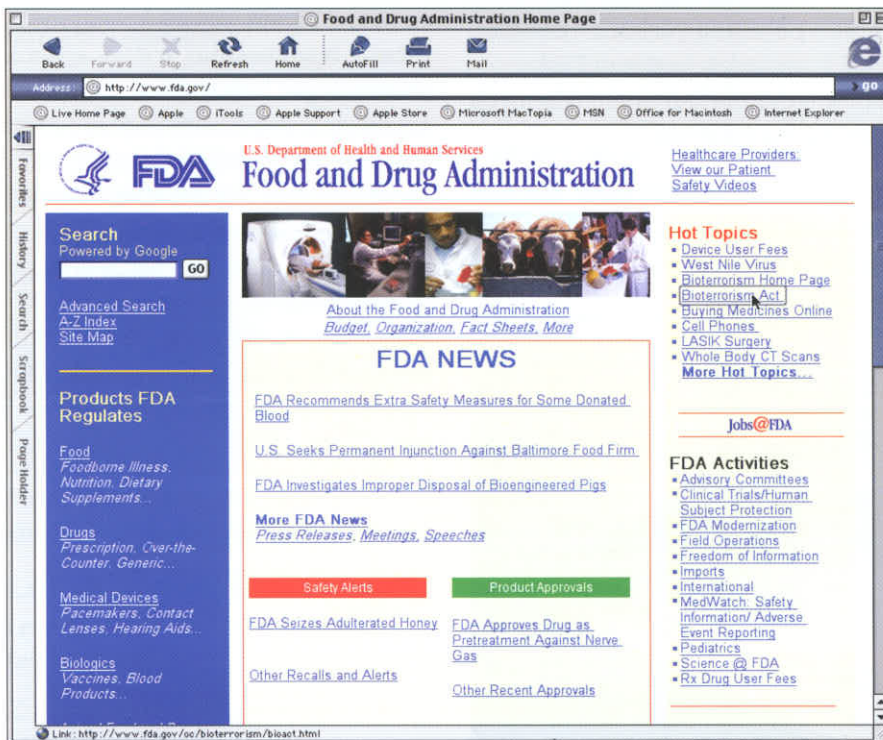 Food and Drug Administration Home Page
Back
Forward
Stop
Refresh
Home
AutoFill
Print
Mail
Address: http://www.fda.gov/
go
Live Home Page
Apple
iTools
Apple Support
Apple Store
Microsoft MacTopia
MSN
Office for Macintosh
Internet Explorer
Favorites
History
Search
Scrapbook
Page Holder
FDA
U.S. Department of Health and Human Services
Food and Drug Administration
Healthcare Providers:
View our Patient
Safety Videos
Search
Powered by Google
GO
Advanced Search
A-Z Index
Site Map
Products FDA
Regulates
Food
Foodborne Illness,
Nutrition, Dietary
Supplements...
Drugs
Prescription, Over-the-
Counter, Generic...
Medical Devices
Pacemakers, Contact
Lenses, Hearing Aids...
Biologics
Vaccines, Blood
Products...
About the Food and Drug Administration
Budget, Organization, Fact Sheets, More
FDA NEWS
FDA Recommends Extra Safety Measures for Some Donated
Blood
U.S. Seeks Permanent Injunction Against Baltimore Food Firm
FDA Investigates Improper Disposal of Bioengineered Pigs
More FDA News
Press Releases, Meetings, Speeches
Safety Alerts
FDA Seizes Adulterated Honey
Other Recalls and Alerts
Product Approvals
FDA Approves Drug as
Pretreatment Against Nerve
Gas
Other Recent Approvals
Hot Topics
Device User Fees
West Nile Virus
Bioterrorism Home Page
Bioterrorism Act
Buying Medicines Online
Cell Phones
LASIK Surgery
Whole Body CT Scans
More Hot Topics...
Jobs@FDA
FDA Activities
Advisory Committees
Clinical Trials/Human
Subject Protection
FDA Modernization
Field Operations
Freedom of Information
Imports
International
MedWatch: Safety
Information/ Adverse
Event Reporting
Pediatrics
Science @ FDA
Rx Drug User Fees
Link: http://www.fda.gov/oc/bioterrorism/bioact.html